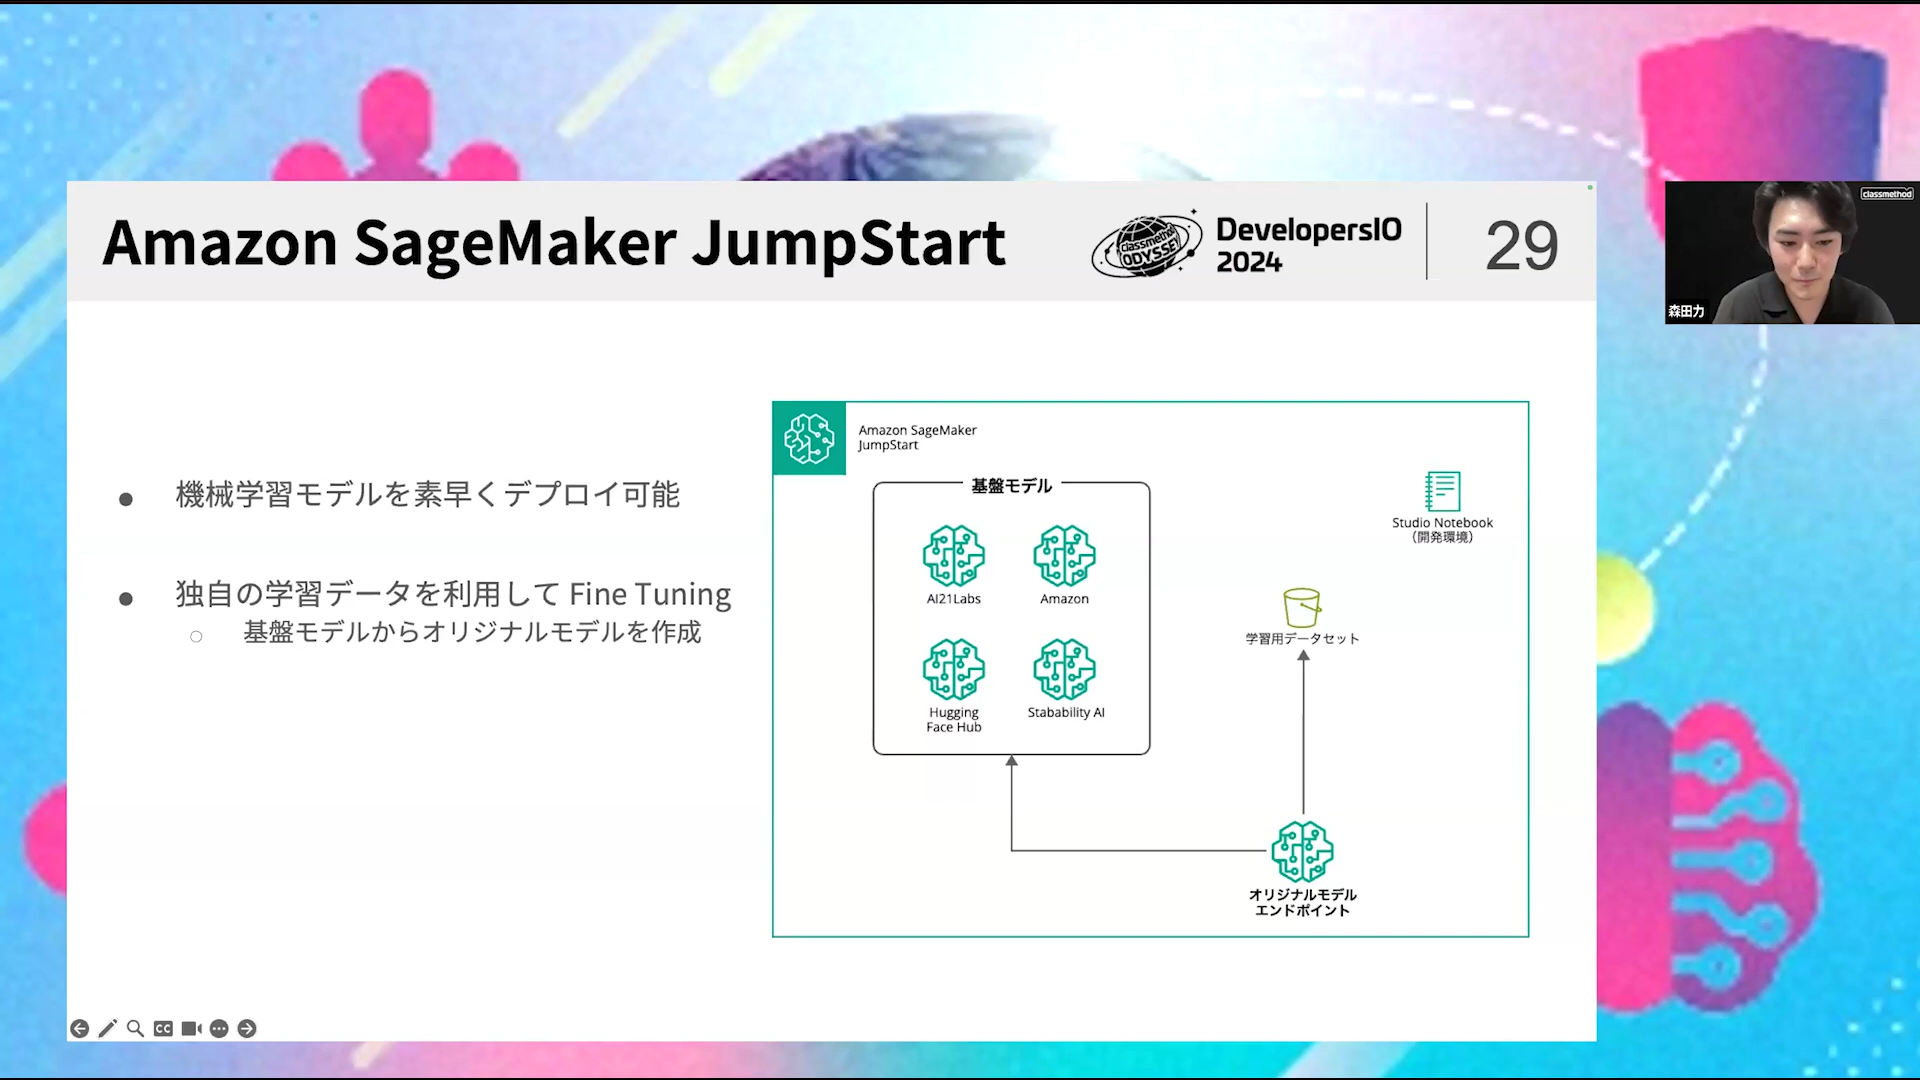 Amazon SageMaker JumpStart
classmethod
ODYSSEY
DevelopersIO
2024
29
classmethod
森田力
● 機械学習モデルを素早くデプロイ可能
● 独自の学習データを利用して Fine Tuning
○ 基盤モデルからオリジナルモデルを作成
Amazon SageMaker
JumpStart
基盤モデル
AI21Labs
Amazon
Hugging
Face Hub
Stabability AI
Studio Notebook
（開発環境）
学習用データセット
オリジナルモデル
エンドポイント
CC